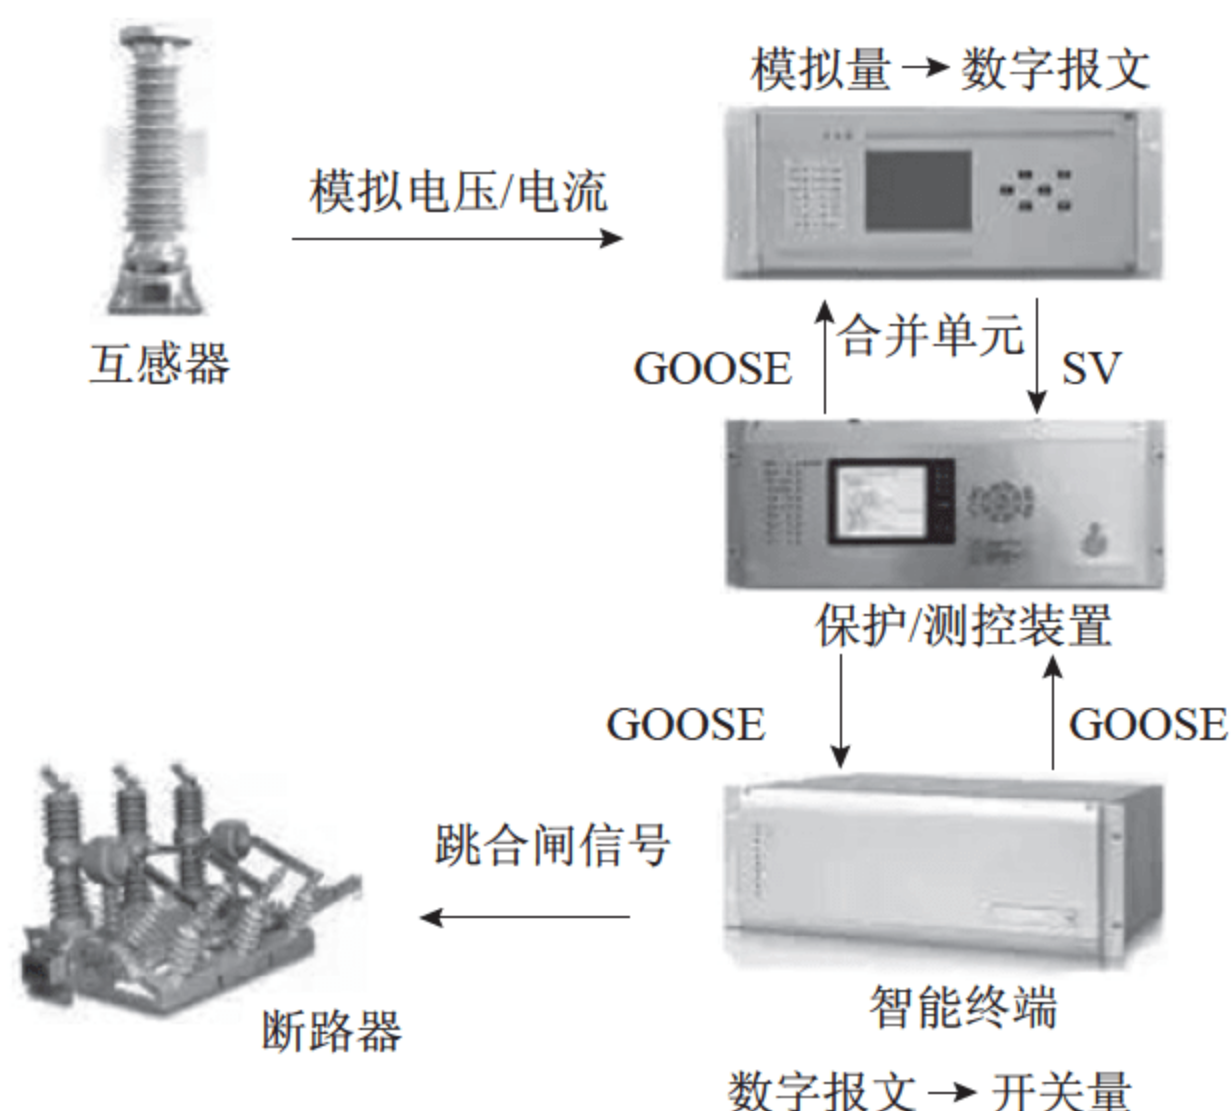 模拟量→数字报文
模拟电压/电流
互感器
合并单元
GOOSE
SV
保护/测控装置
GOOSE
GOOSE
跳合闸信号
智能终端
断路器
数字报文→开关量